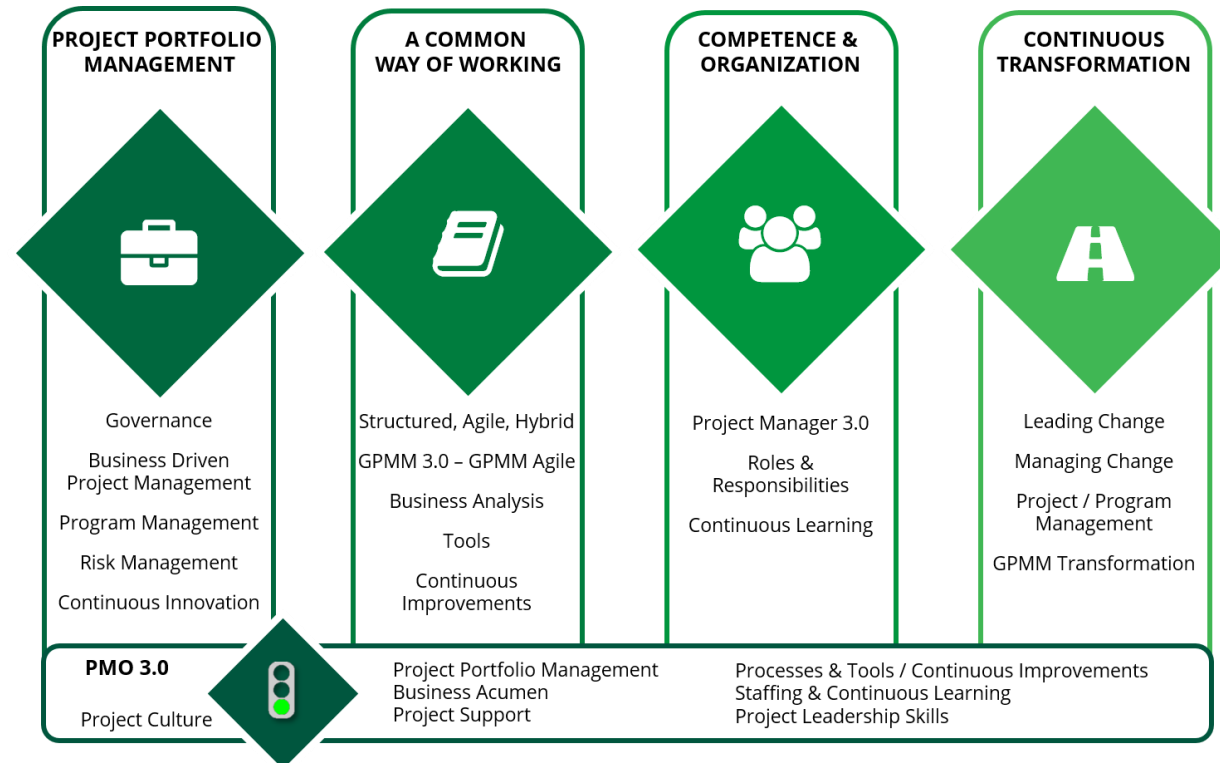 PROJECT PORTFOLIO
MANAGEMENT
Governance
Business Driven
Project Management
Program Management
Risk Management
Continuous Innovation
A COMMON
WAY OF WORKING
Structured, Agile, Hybrid
GPMM 3.0 – GPMM Agile
Business Analysis
Tools
Continuous
Improvements
COMPETENCE &
ORGANIZATION
Project Manager 3.0
Roles &
Responsibilities
Continuous Learning
CONTINUOUS
TRANSFORMATION
Leading Change
Managing Change
Project / Program
Management
GPMM Transformation
PMO 3.0
Project Culture
Project Portfolio Management
Business Acumen
Project Support
Processes & Tools / Continuous Improvements
Staffing & Continuous Learning
Project Leadership Skills